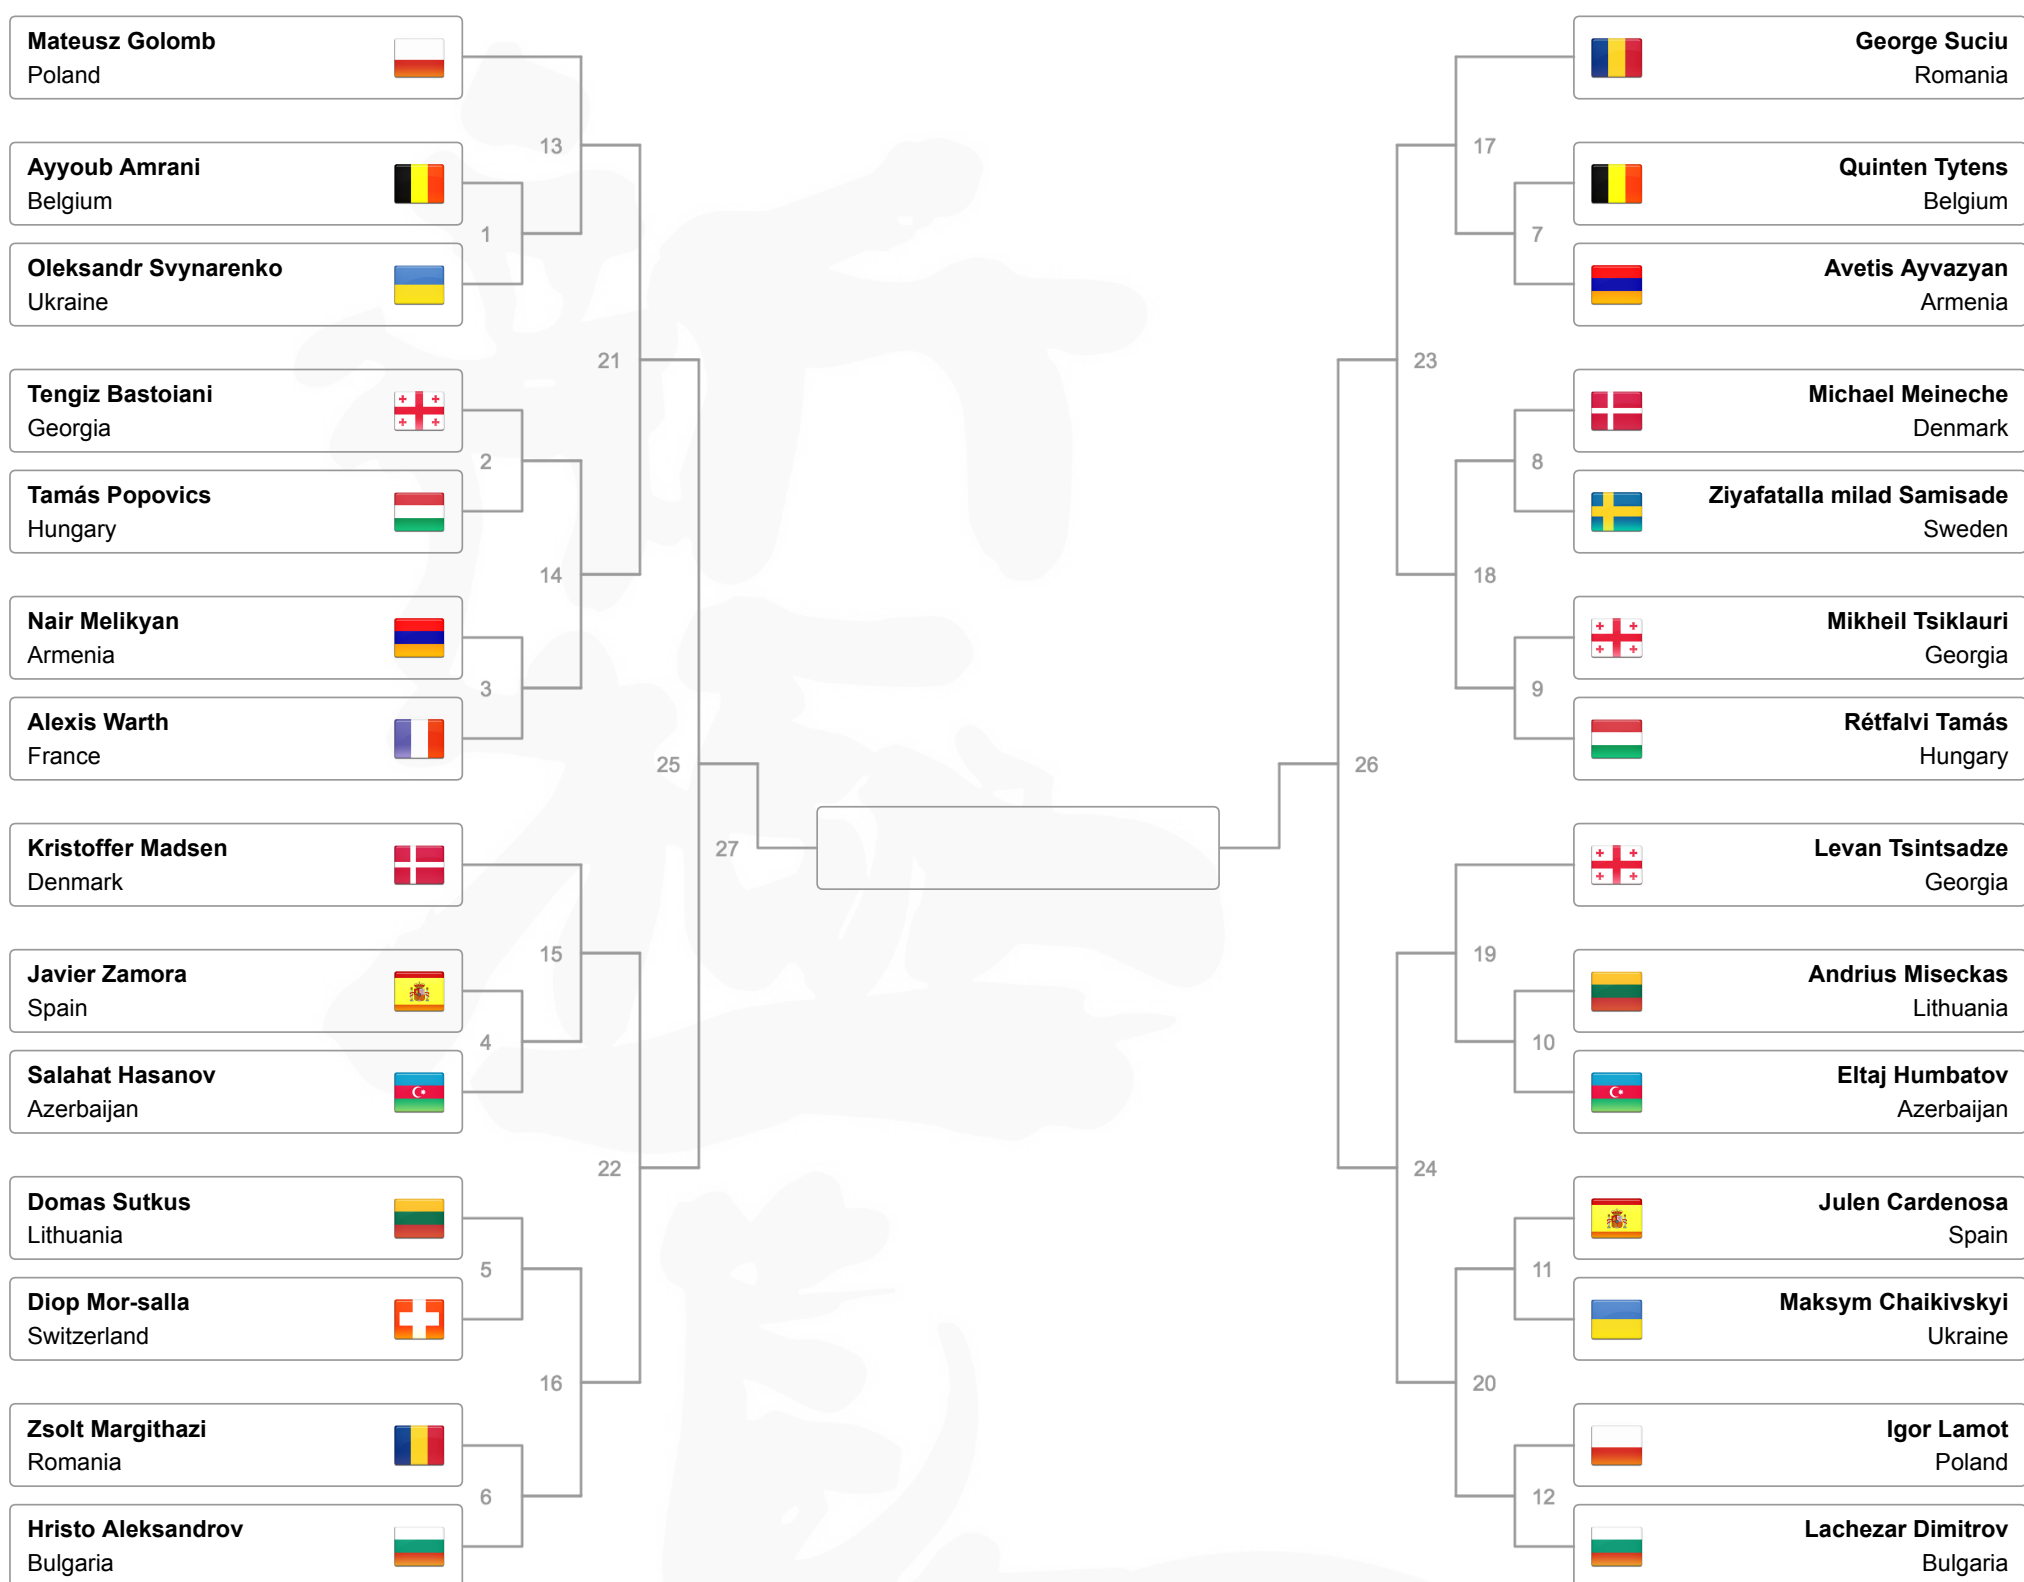 Mateusz Golomb
Poland
Ayyoub Amrani
Belgium
Oleksandr Svynarenko
Ukraine
Tengiz Bastoiani
Georgia
Tamás Popovics
Hungary
Nair Melikyan
Armenia
Alexis Warth
France
Kristoffer Madsen
Denmark
Javier Zamora
Spain
Salahat Hasanov
Azerbaijan
Domas Sutkus
Lithuania
Diop Mor-salla
Switzerland
Zsolt Margithazi
Romania
Hristo Aleksandrov
Bulgaria
1
2
3
4
5
6
13
14
15
16
21
22
25
27
26
23
24
17
18
19
20
7
8
9
10
11
12
George Suciu
Romania
Quinten Tytens
Belgium
Avetis Ayvazyan
Armenia
Michael Meineche
Denmark
Ziyafatalla milad Samisade
Sweden
Mikheil Tsiklauri
Georgia
Rétfalvi Tamás
Hungary
Levan Tsintsadze
Georgia
Andrius Miseckas
Lithuania
Eltaj Humbatov
Azerbaijan
Julen Cardenosa
Spain
Maksym Chaikivskyi
Ukraine
Igor Lamot
Poland
Lachezar Dimitrov
Bulgaria